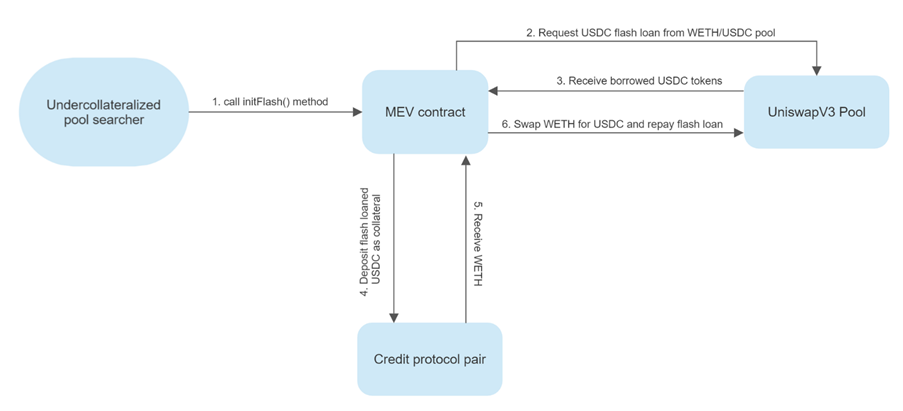 2. Request USDC flash loan from WETH/USDC pool
3. Receive borrowed USDC tokens
Undercollateralized
pool searcher
1. call initFlash() method
MEV contract
UniswapV3 Pool
6. Swap WETH for USDC and repay flash loan
4. Deposit flash loaned
USDC as collateral
5. Receive WETH
Credit protocol pair